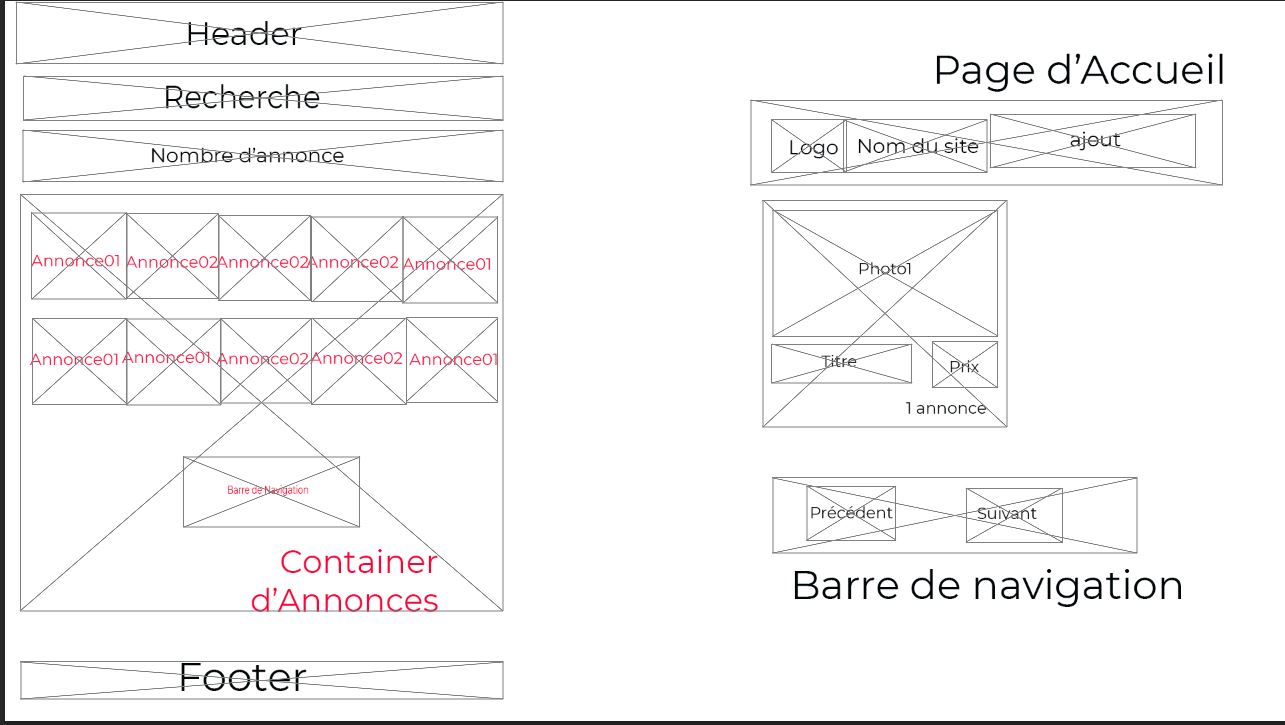 Header
Recherche
Nombre d'annonce
Annonce01 Annonce02 Annonce02 Annonce02 Annonce01
Annonce01 Annonce01 Annonce02 Annonce02 Annonce01
Barre de Navigation
Container
d'Annonces
Footer
Page d'Accueil
Logo Nom du site ajout
Photo1
Titre Prix
1 annonce
Précédent Suivant
Barre de navigation